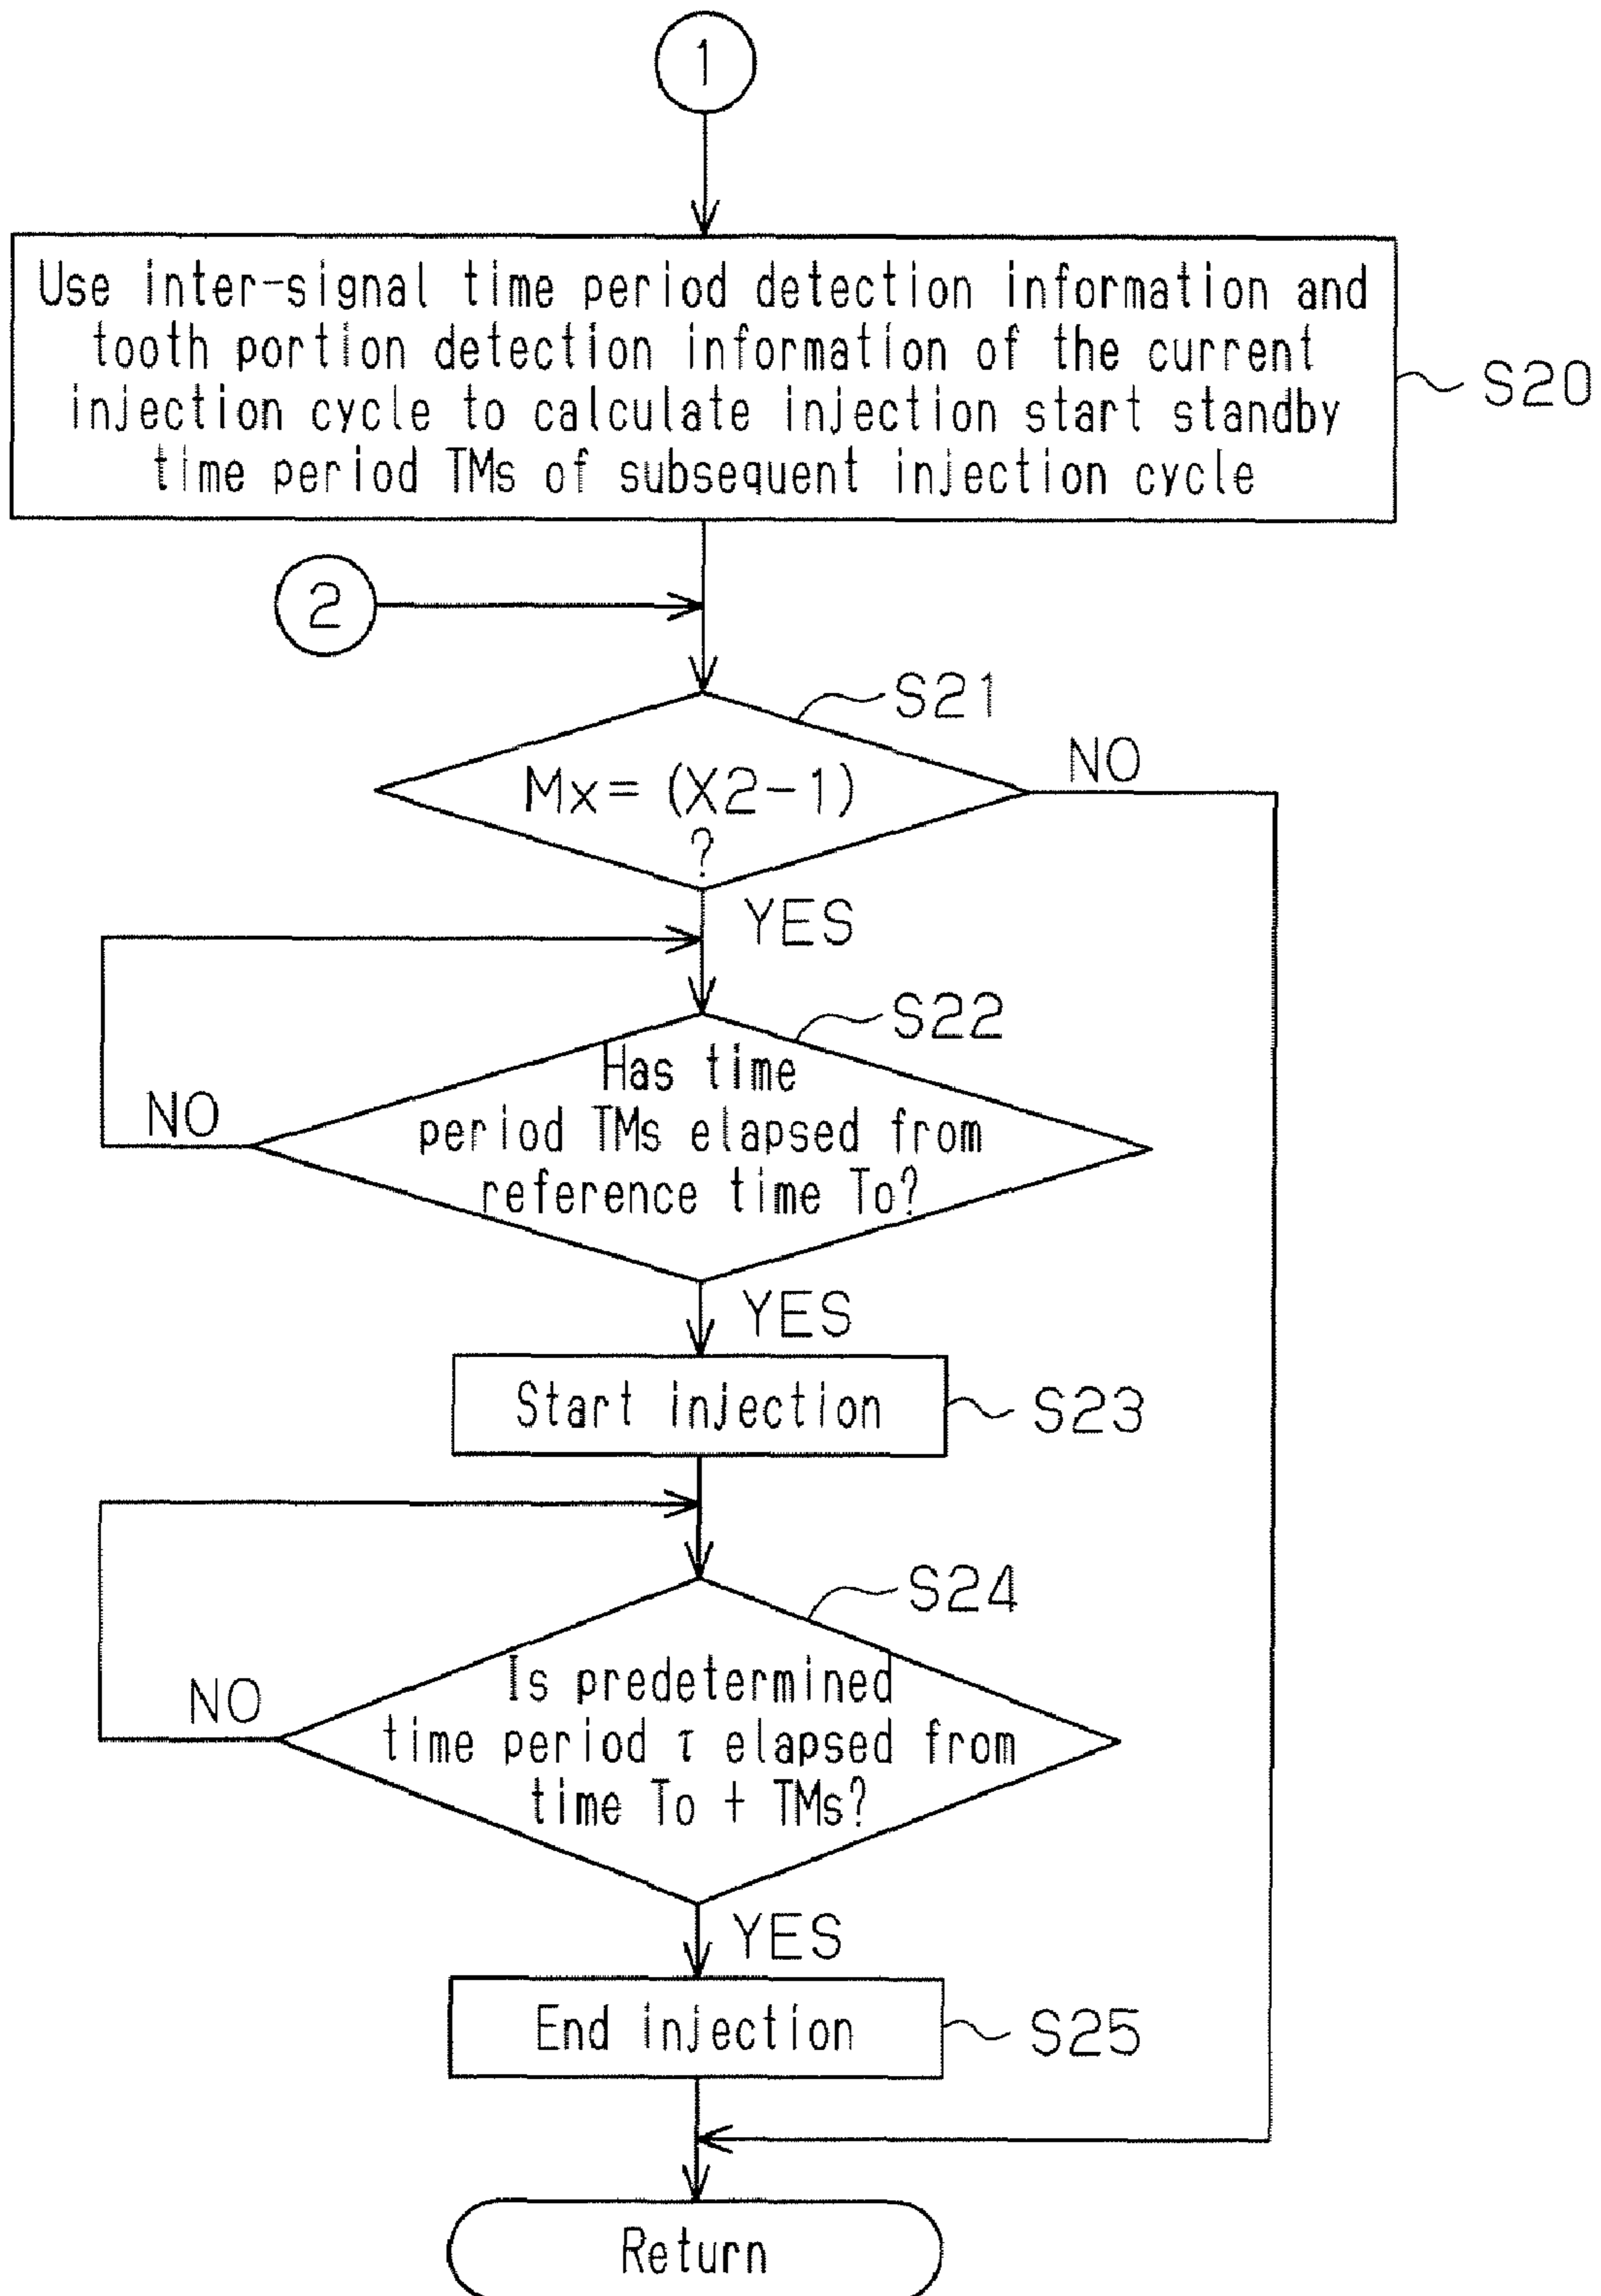 1
Use inter-signal time period detection information and
tooth portion detection information of the current
injection cycle to calculate injection start standby
time period TMs of subsequent injection cycle
S20
2
S21
Mx= (X2-1)
?
NO
YES
S22
Has time
period TMs elapsed from
reference time To?
NO
YES
Start injection
S23
S24
Is predetermined
time period τ elapsed from
time To + TMs?
NO
YES
End injection
S25
Return